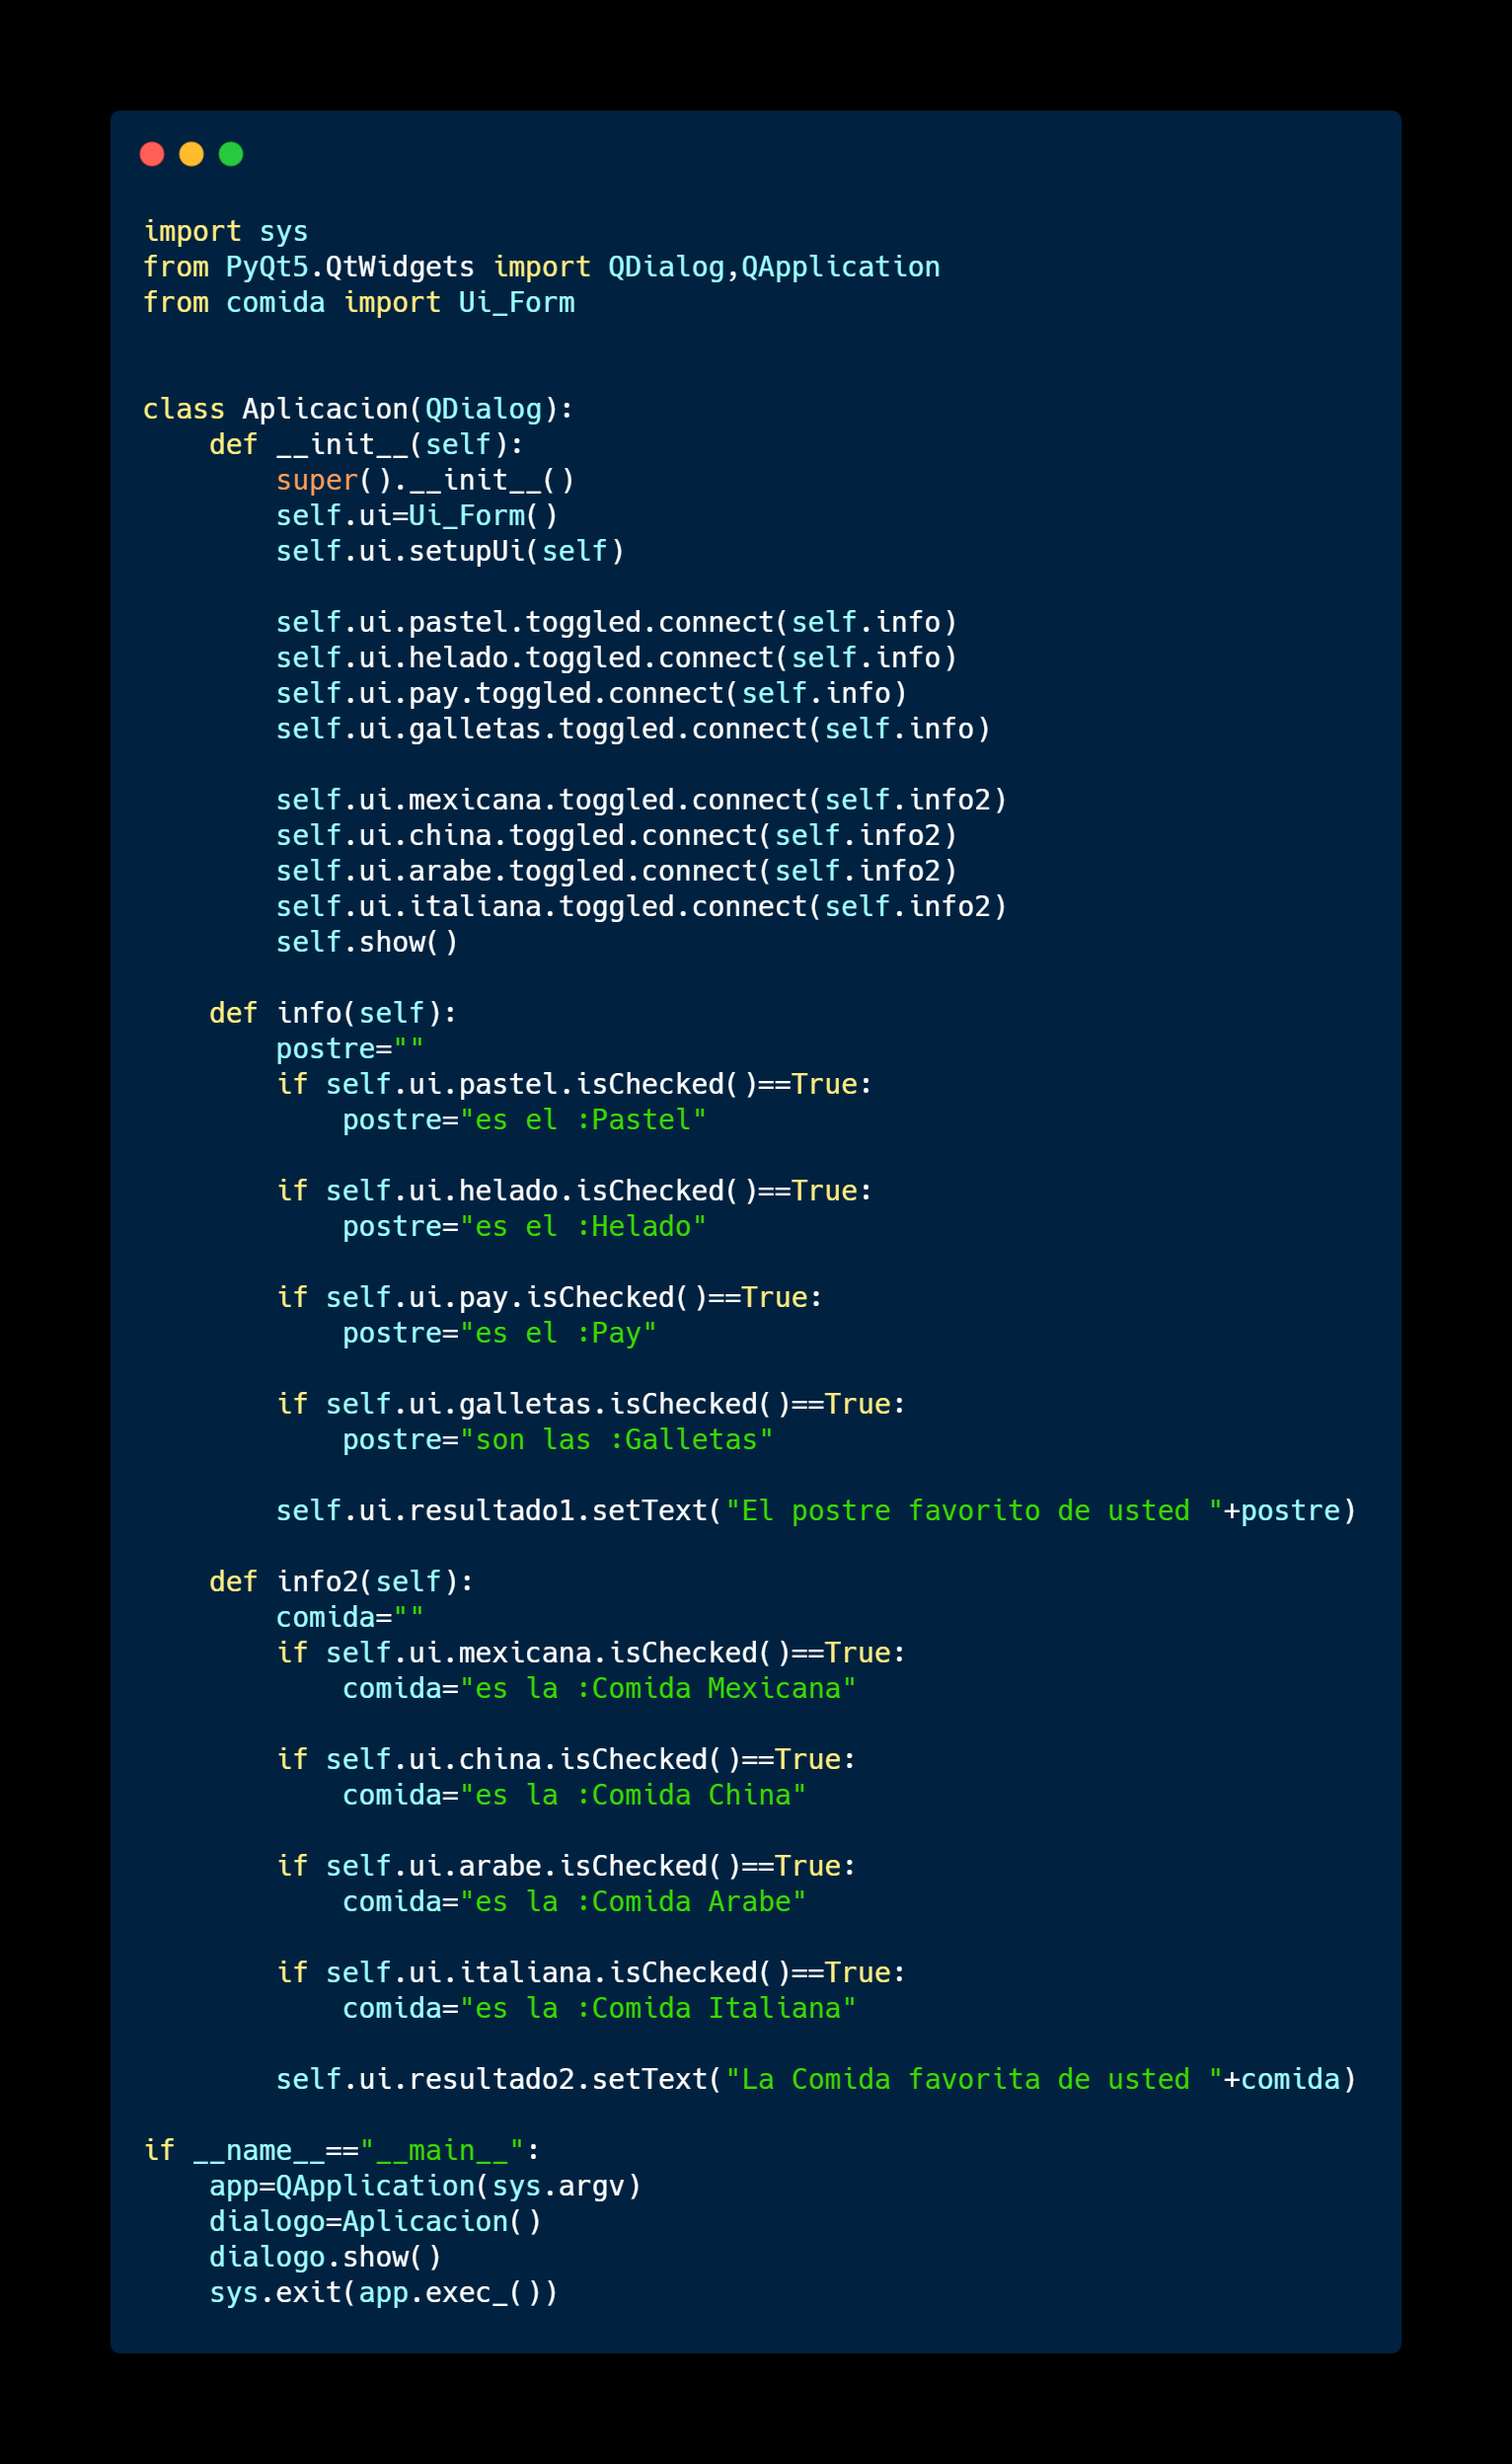 import sys
from PyQt5.QtWidgets import QDialog,QApplication
from comida import Ui_Form
class Aplicacion(QDialog):
    def __init__(self):
        super().__init__()
        self.ui=Ui_Form()
        self.ui.setupUi(self)
        self.ui.pastel.toggled.connect(self.info)
        self.ui.helado.toggled.connect(self.info)
        self.ui.pay.toggled.connect(self.info)
        self.ui.galletas.toggled.connect(self.info)
        self.ui.mexicana.toggled.connect(self.info2)
        self.ui.china.toggled.connect(self.info2)
        self.ui.arabe.toggled.connect(self.info2)
        self.ui.italiana.toggled.connect(self.info2)
        self.show()
    def info(self):
        postre=""
        if self.ui.pastel.isChecked()==True:
            postre="es el :Pastel"
        if self.ui.helado.isChecked()==True:
            postre="es el :Helado"
        if self.ui.pay.isChecked()==True:
            postre="es el :Pay"
        if self.ui.galletas.isChecked()==True:
            postre="son las :Galletas"
        self.ui.resultado1.setText("El postre favorito de usted "+postre)
    def info2(self):
        comida=""
        if self.ui.mexicana.isChecked()==True:
            comida="es la :Comida Mexicana"
        if self.ui.china.isChecked()==True:
            comida="es la :Comida China"
        if self.ui.arabe.isChecked()==True:
            comida="es la :Comida Arabe"
        if self.ui.italiana.isChecked()==True:
            comida="es la :Comida Italiana"
        self.ui.resultado2.setText("La Comida favorita de usted "+comida)
if __name__=="__main__":
    app=QApplication(sys.argv)
    dialogo=Aplicacion()
    dialogo.show()
    sys.exit(app.exec_())